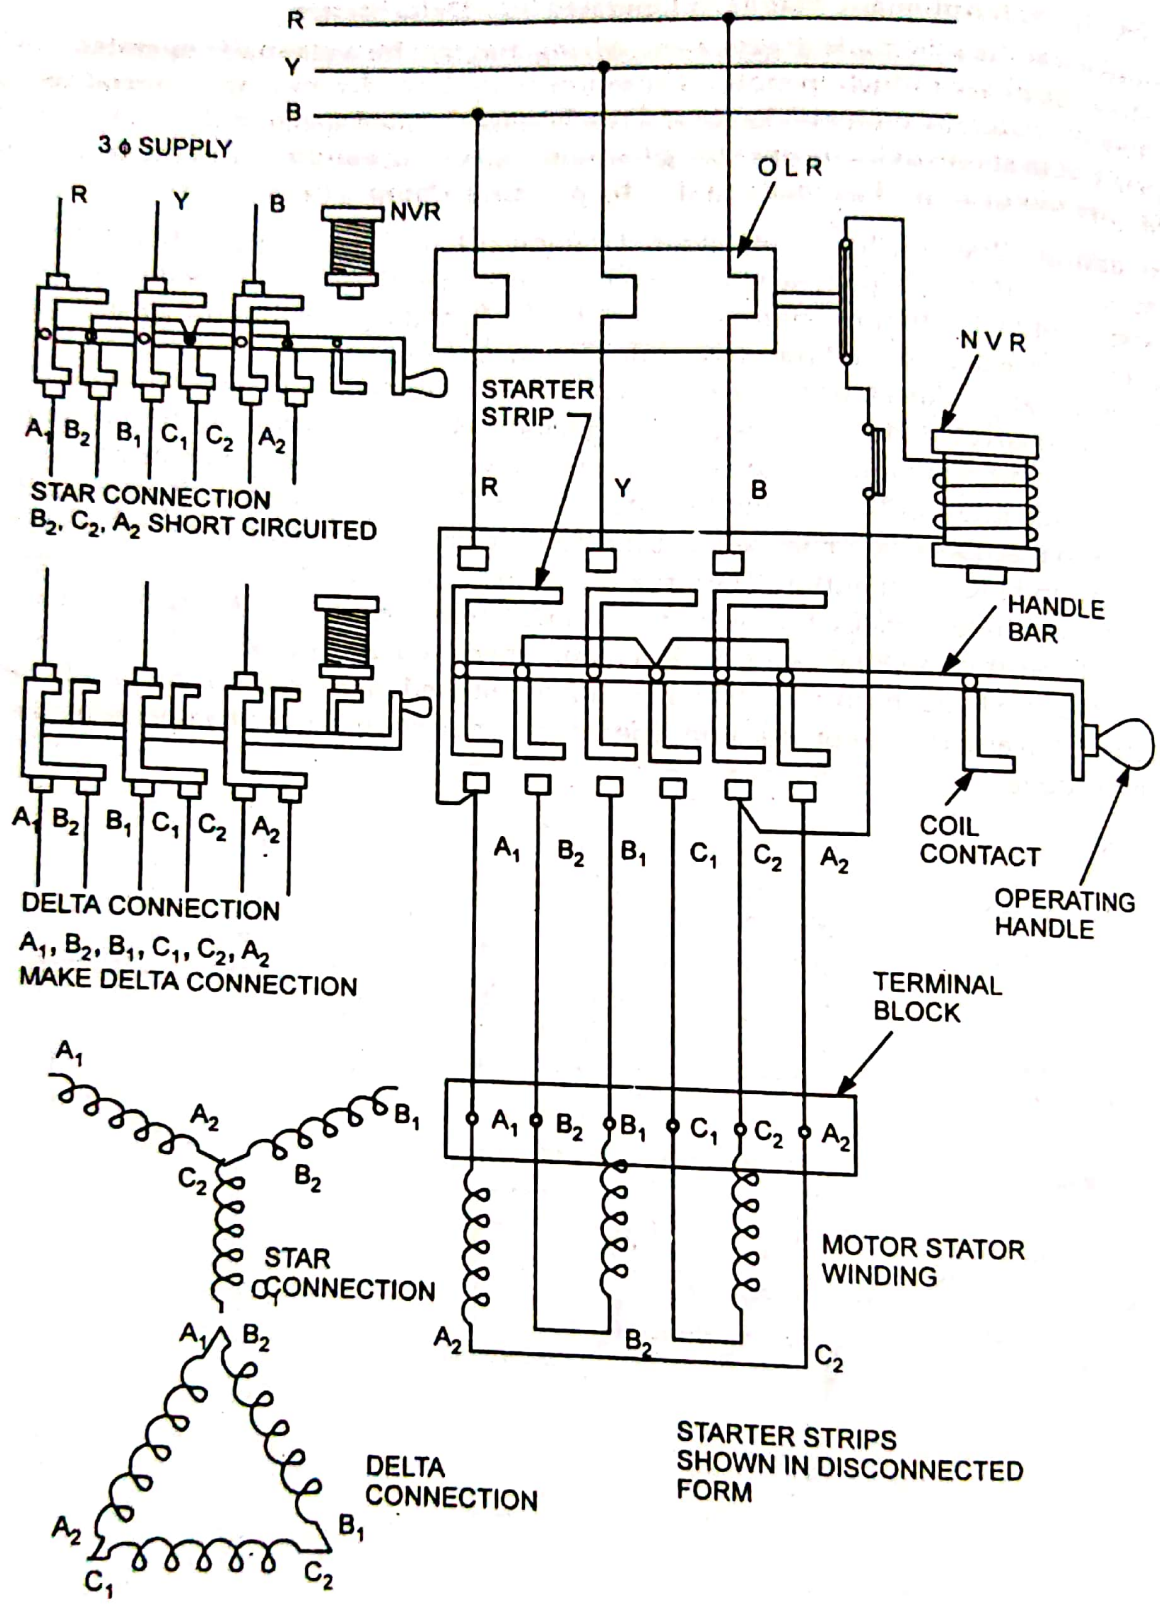 R
Y
B
3 ϕ SUPPLY
R
Y
B
NVR
O L R
N V R
STARTER
STRIP
A₁ B₂ B₁ C₁ C₂ A₂
STAR CONNECTION
B₂, C₂, A₂ SHORT CIRCUITED
R
Y
B
HANDLE
BAR
A₁ B₂ B₁ C₁ C₂ A₂
DELTA CONNECTION
A₁, B₂, B₁, C₁, C₂, A₂
MAKE DELTA CONNECTION
A₁ B₂ B₁ C₁ C₂ A₂
COIL
CONTACT
OPERATING
HANDLE
TERMINAL
BLOCK
A₁
A₂
B₁
C₂
B₂
STAR
CONNECTION
C₁
A₁ B₂ B₁ C₁ C₂ A₂
MOTOR STATOR
WINDING
A₂
B₂
C₂
A₁ B₂
DELTA
CONNECTION
A₂
B₁
C₁
C₂
STARTER STRIPS
SHOWN IN DISCONNECTED
FORM